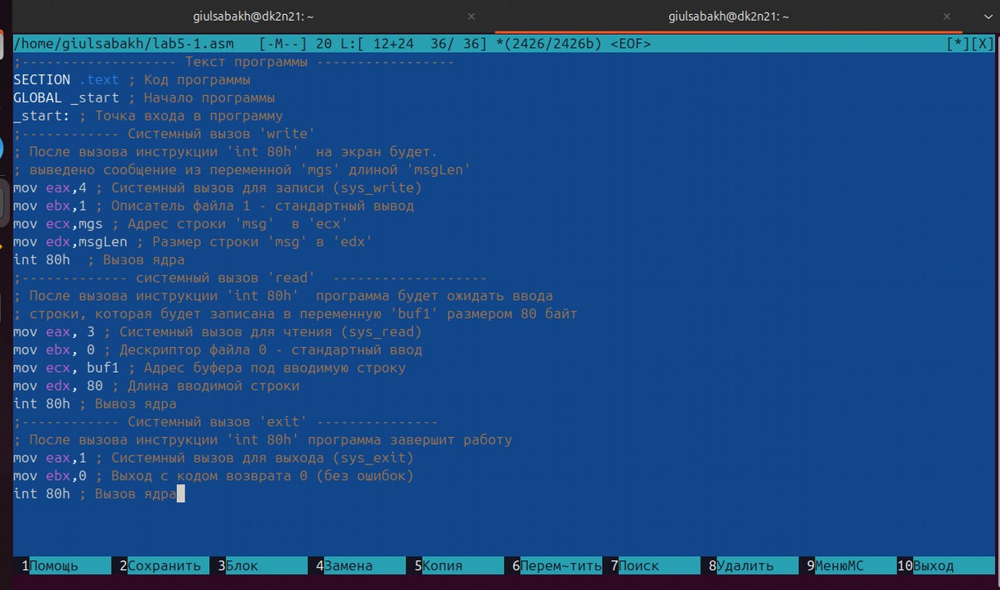 giulsabakh@dk2n21: ~ × giulsabakh@dk2n21: ~ ×
/home/giulsabakh/lab5-1.asm [-M--] 20 L:[ 12+24 36/ 36] *(2426/2426b) <EOF> [*][X]
;------------------- Текст программы -----------------
SECTION .text ; Код программы
GLOBAL _start ; Начало программы
_start: ; Точка входа в программу
;------------ Системный вызов 'write'
; После вызова инструкции 'int 80h'  на экран будет.
; выведено сообщение из переменной 'mgs' длиной 'msgLen'
mov eax,4 ; Системный вызов для записи (sys_write)
mov ebx,1 ; Описатель файла 1 - стандартный вывод
mov ecx,mgs ; Адрес строки 'msg'  в 'ecx'
mov edx,msgLen ; Размер строки 'msg' в 'edx'
int 80h  ; Вызов ядра
;------------- системный вызов 'read'  -------------------
; После вызова инструкции 'int 80h'  программа будет ожидать ввода
; строки, которая будет записана в переменную 'buf1' размером 80 байт
mov eax, 3 ; Системный вызов для чтения (sys_read)
mov ebx, 0 ; Дескриптор файла 0 - стандартный ввод
mov ecx, buf1 ; Адрес буфера под вводимую строку
mov edx, 80 ; Длина вводимой строки
int 80h ; Вывоз ядра
;------------ Системный вызов 'exit' ---------------
; После вызова инструкции 'int 80h' программа завершит работу
mov eax,1 ; Системный вызов для выхода (sys_exit)
mov ebx,0 ; Выход с кодом возврата 0 (без ошибок)
int 80h ; Вызов ядра
1Помощь 2Сохранить 3Блок 4Замена 5Копия 6Перем~тить 7Поиск 8Удалить 9МенюMC 10Выход